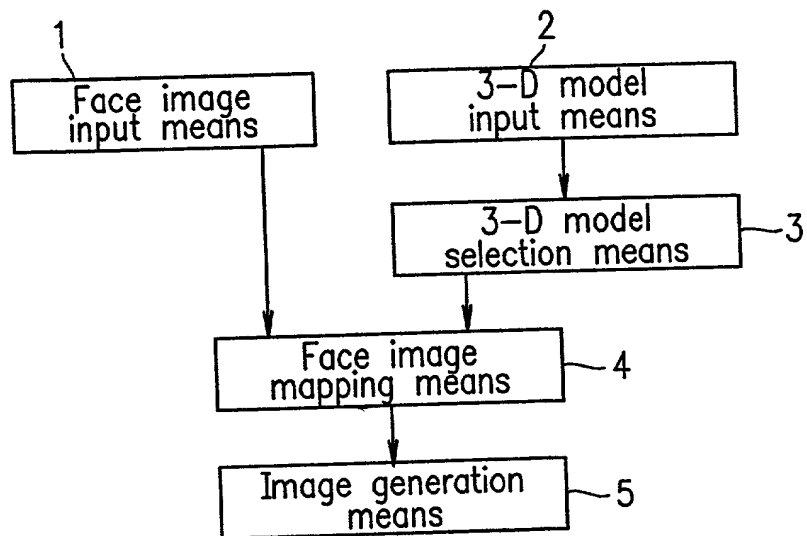 1
Face image
input means
2
3-D model
input means
3-D model
selection means
3
Face image
mapping means
4
Image generation
means
5